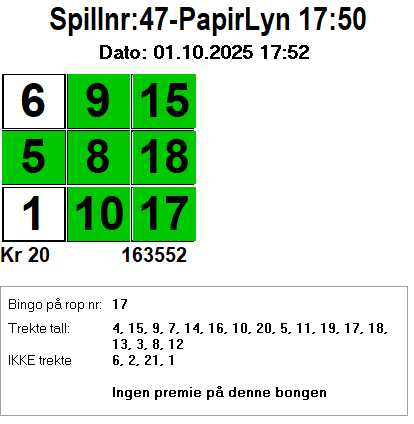 Spillnr:47-PapirLyn 17:50
Dato: 01.10.2025 17:52
6 9 15
5 8 18
1 10 17
Kr 20 163552
Bingo på rop nr: 17
Trekte tall: 4, 15, 9, 7, 14, 16, 10, 20, 5, 11, 19, 17, 18,
13, 3, 8, 12
IKKE trekte 6, 2, 21, 1
Ingen premie på denne bongen